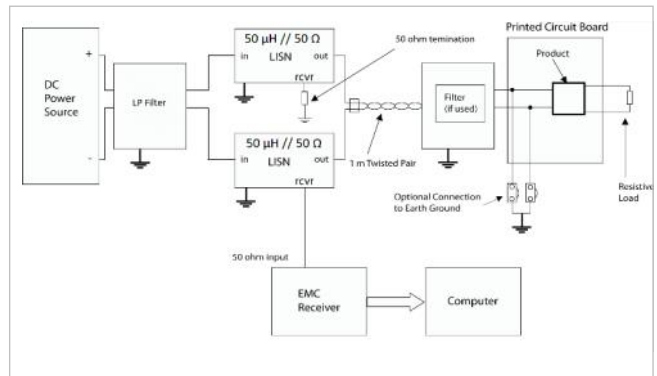 Printed Circuit Board
50 µH // 50 Ω
in
LISN
out
rcvr
50 ohm temination
Product
+
DC
Power
Source
-
LP Filter
Filter
(if used)
50 µH // 50 Ω
in
LISN
out
rcvr
1 m Twisted Pair
Optional Connection
to Earth Ground
Resistive
Load
50 ohm input
EMC
Receiver
Computer